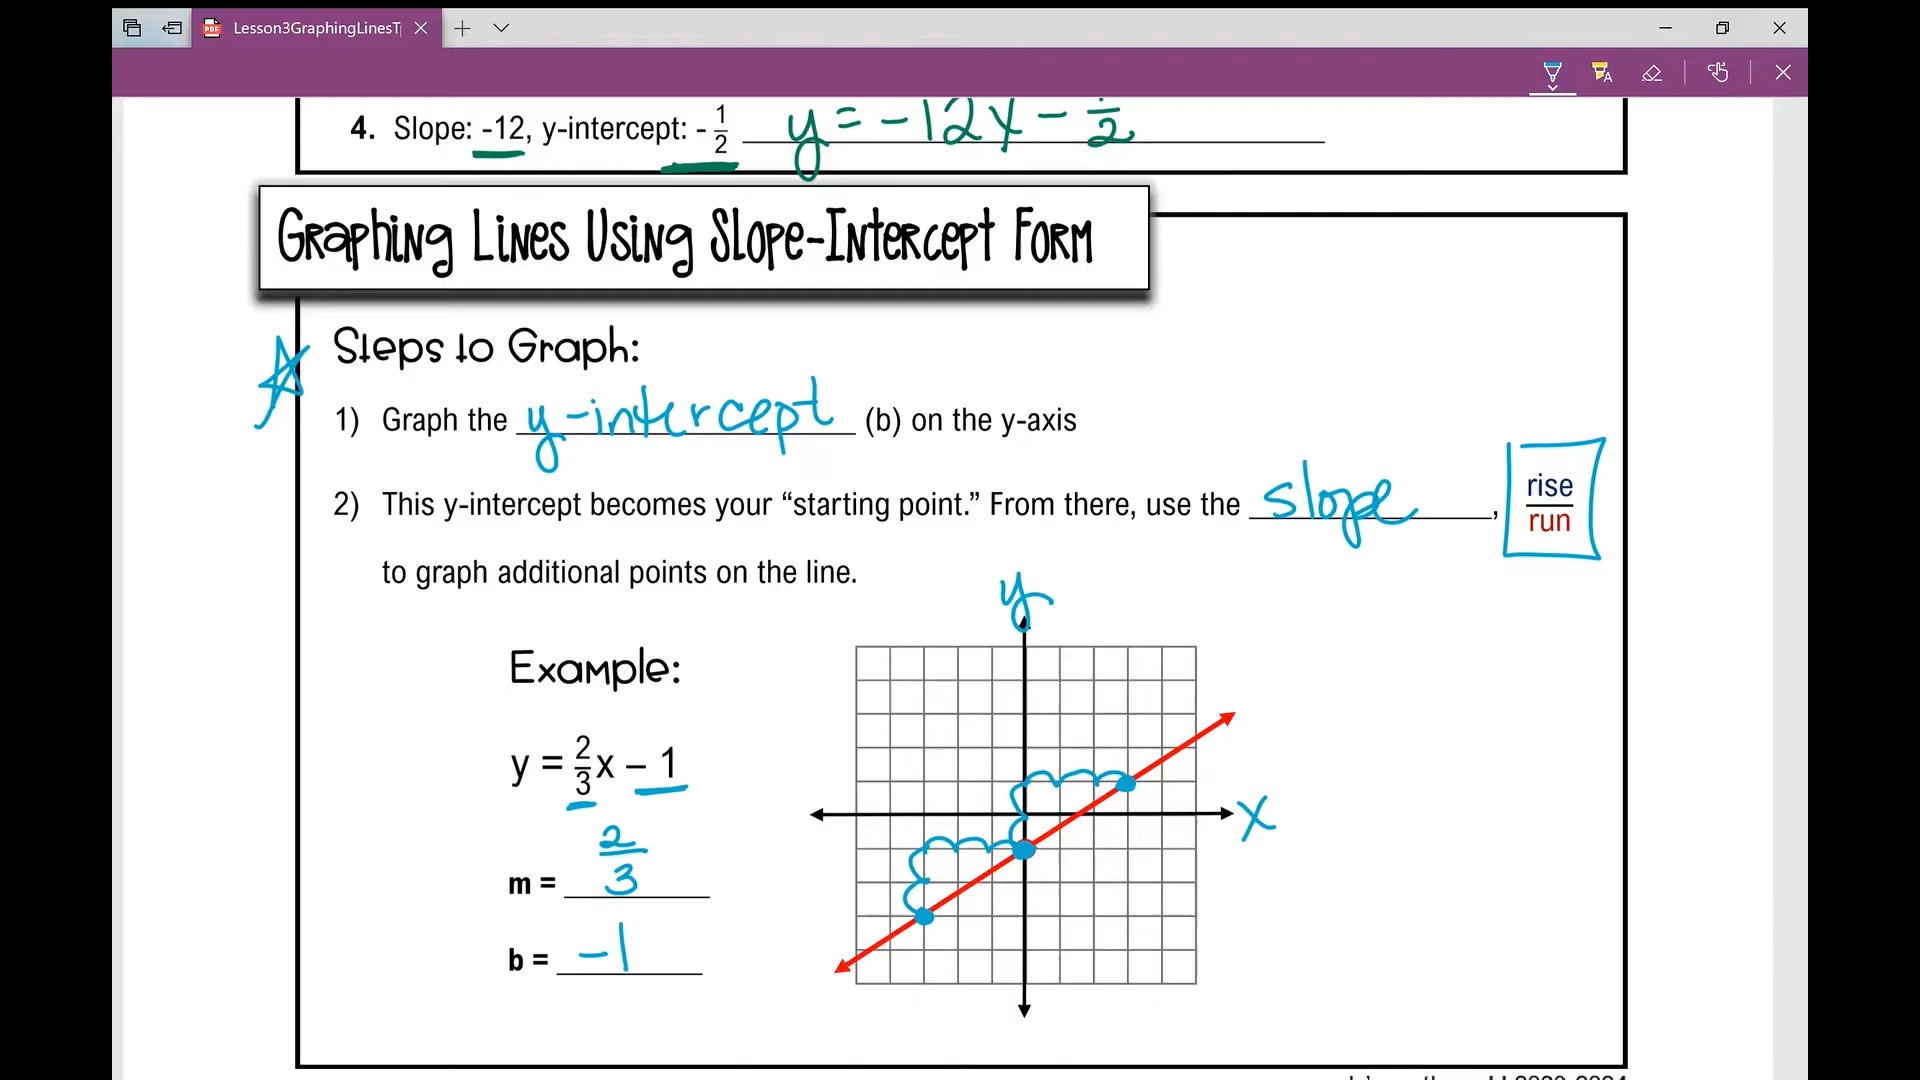 Lesson3GraphingLinesT
4. Slope: -12, y-intercept: - 1/2 y = -12x - 1/2
Graphing Lines Using Slope-Intercept Form
Steps to Graph:
1) Graph the y-intercept (b) on the y-axis
2) This y-intercept becomes your “starting point.” From there, use the slope, rise/run
to graph additional points on the line.
y
Example:
y = 2/3x – 1
x
m = 2/3
b = -1